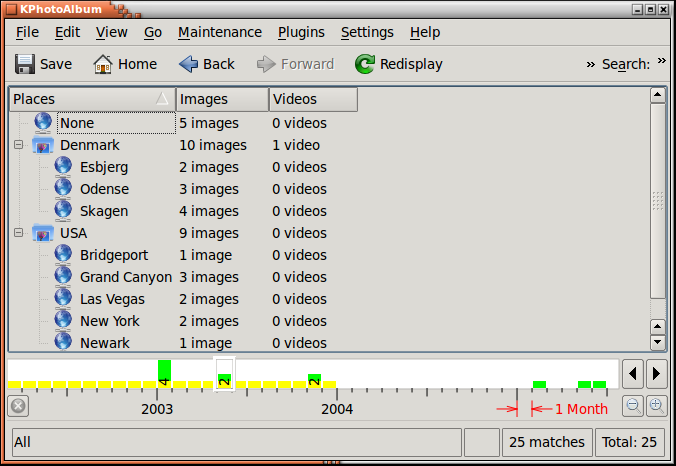 KPhotoAlbum
File Edit View Go Maintenance Plugins Settings Help
Save Home Back Forward Redisplay » Search: »
Places Images Videos
None 5 images 0 videos
Denmark 10 images 1 video
Esbjerg 2 images 0 videos
Odense 3 images 0 videos
Skagen 4 images 0 videos
USA 9 images 0 videos
Bridgeport 1 image 0 videos
Grand Canyon 3 images 0 videos
Las Vegas 2 images 0 videos
New York 2 images 0 videos
Newark 1 image 0 videos
4 2 2
2003 2004 1 Month
All 25 matches Total: 25